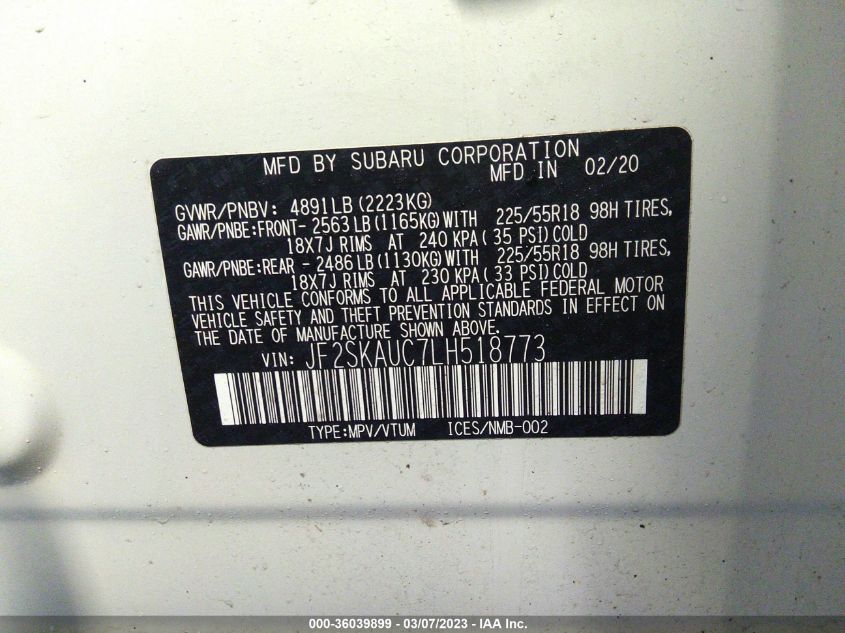 MFD BY SUBARU CORPORATION
MFD IN 02/20
GVWR/PNBV: 4891LB (2223KG)
GAWR/PNBE:FRONT- 2563LB (1165KG) WITH 225/55R18 98H TIRES,
18X7J RIMS AT 240 KPA( 35 PSI) COLD
GAWR/PNBE:REAR - 2486LB (1130KG) WITH 225/55R18 98H TIRES,
18X7J RIMS AT 230 KPA( 33 PSI) COLD
THIS VEHICLE CONFORMS TO ALL APPLICABLE FEDERAL MOTOR
VEHICLE SAFETY AND THEFT PREVENTION STANDARDS IN EFFECT ON
THE DATE OF MANUFACTURE SHOWN ABOVE.
VIN: JF2SKAUC7LH518773
TYPE:MPV/VTUM ICES/NMB-002
000-36039899 - 03/07/2023 - IAA Inc.